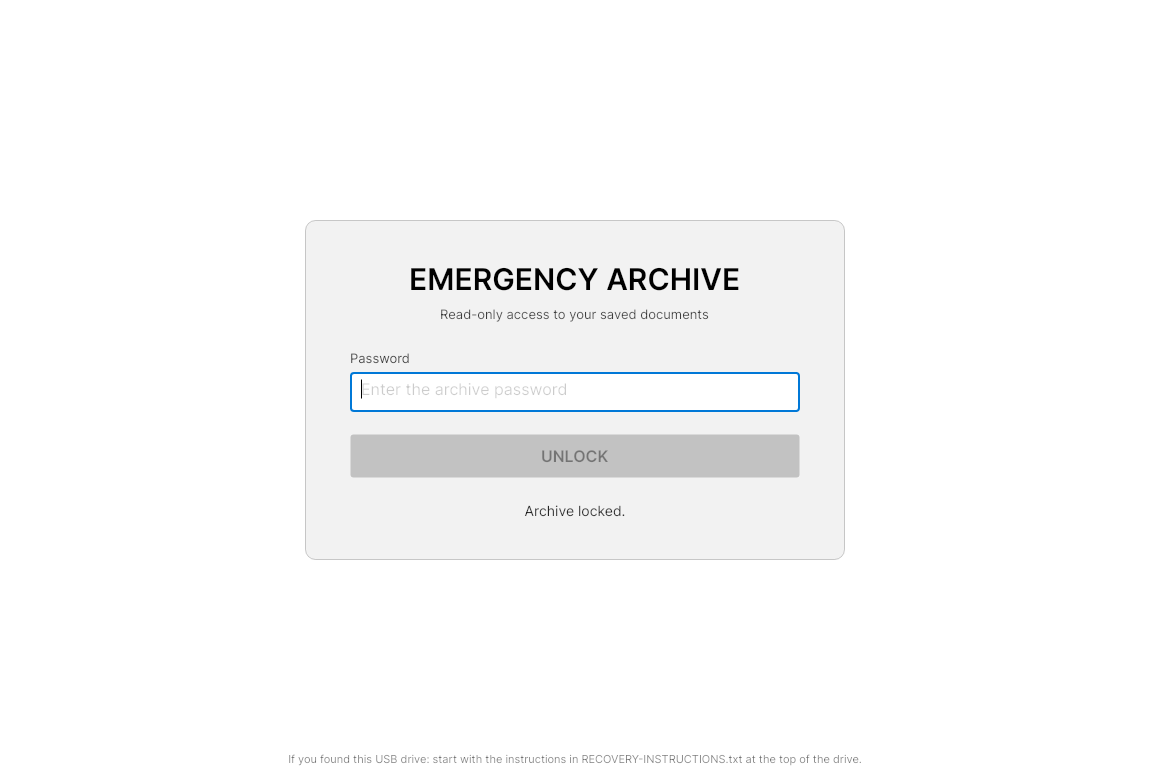 EMERGENCY ARCHIVE
Read-only access to your saved documents
Password
Enter the archive password
UNLOCK
Archive locked.
If you found this USB drive: start with the instructions in RECOVERY-INSTRUCTIONS.txt at the top of the drive.